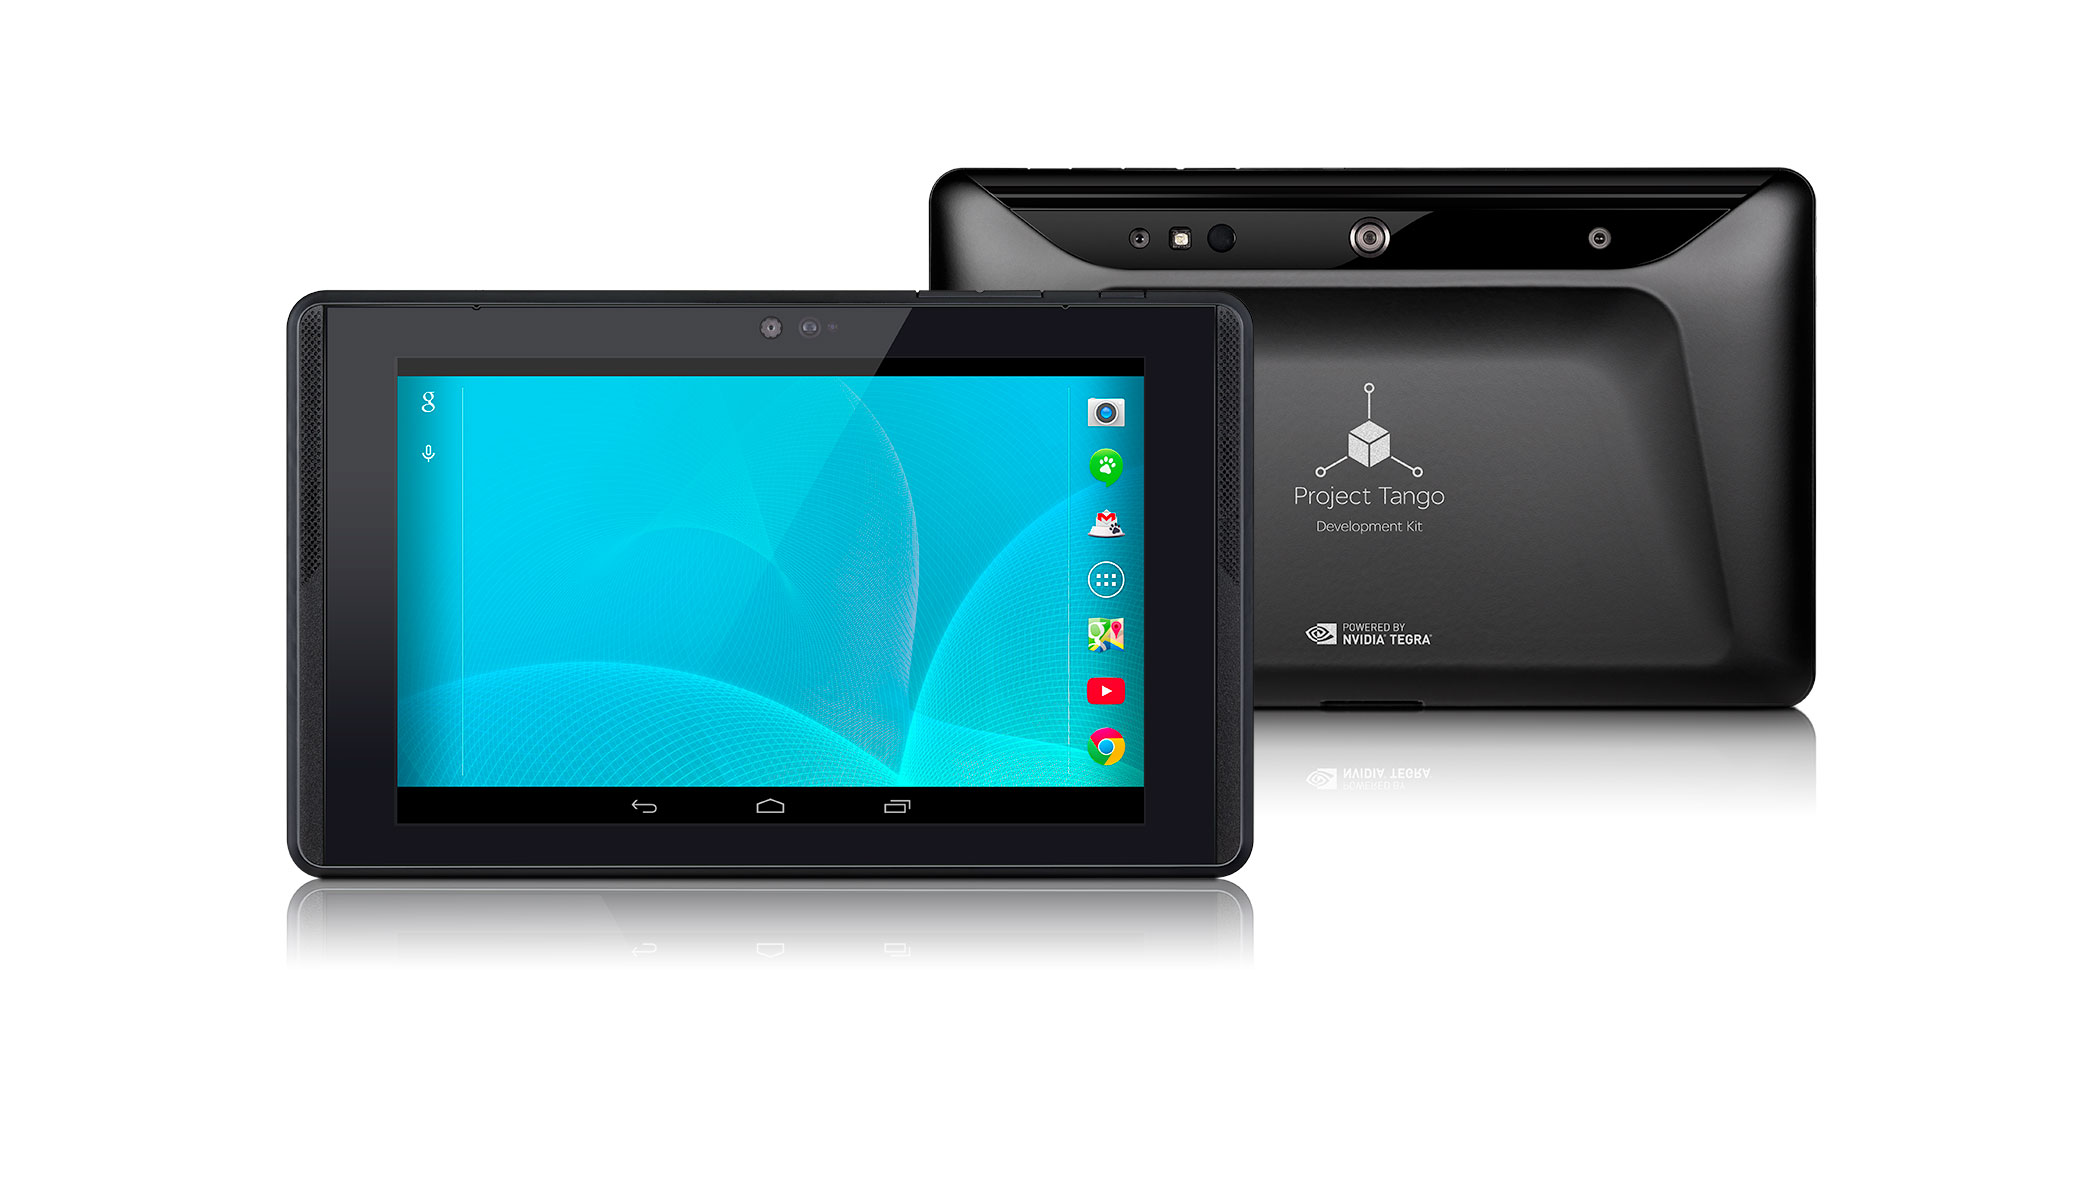 g
Project Tango
Development Kit
POWERED BY
NVIDIA TEGRA